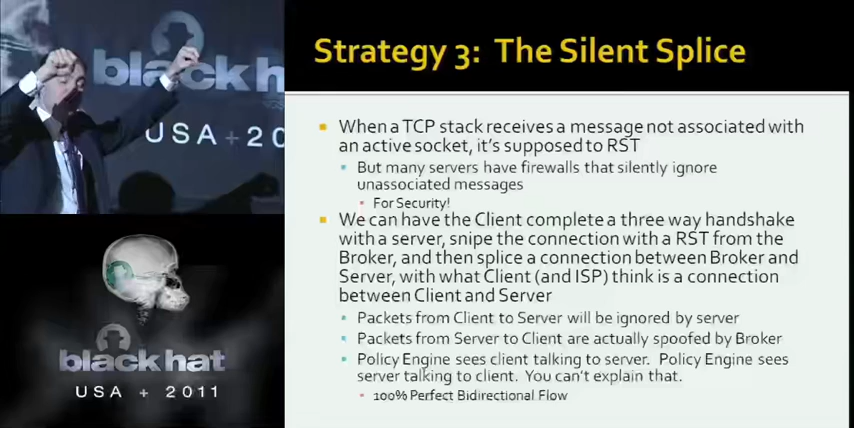 black h
USA + 20
black hat
USA + 2011
Strategy 3: The Silent Splice
When a TCP stack receives a message not associated with
an active socket, it's supposed to RST
But many servers have firewalls that silently ignore
unassociated messages
For Security!
We can have the Client complete a three way handshake
with a server, snipe the connection with a RST from the
Broker, and then splice a connection between Broker and
Server, with what Client (and ISP) think is a connection
between Client and Server
Packets from Client to Server will be ignored by server
Packets from Server to Client are actually spoofed by Broker
Policy Engine sees client talking to server. Policy Engine sees
server talking to client. You can't explain that.
100% Perfect Bidirectional Flow